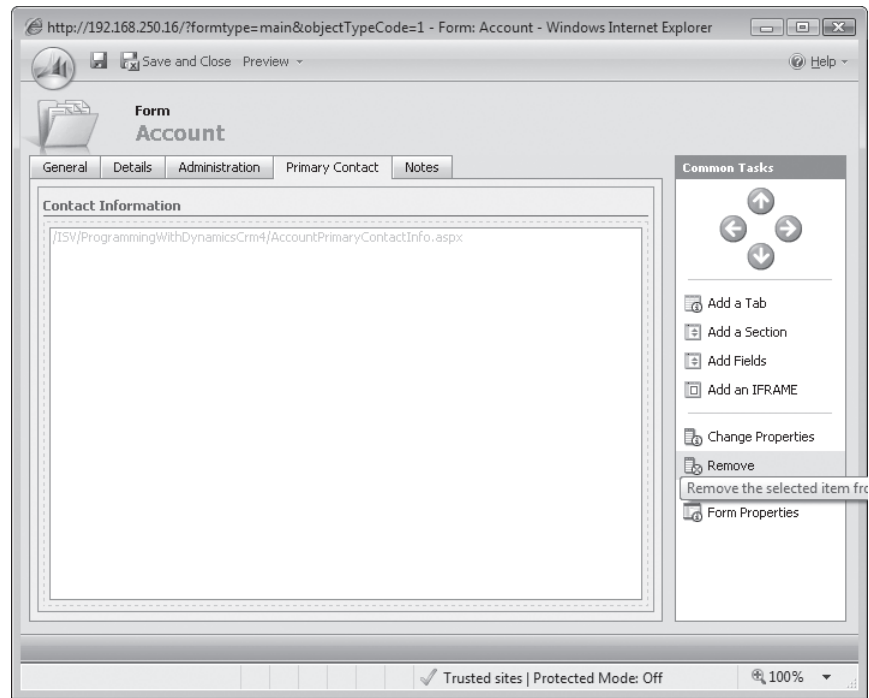 http://192.168.250.16/?formtype=main&objectTypeCode=1 - Form: Account - Windows Internet Explorer
Save and Close Preview
Help
Form
Account
General Details Administration Primary Contact Notes
Contact Information
/ISV/ProgrammingWithDynamicsCrm4/AccountPrimaryContactInfo.aspx
Common Tasks
Add a Tab
Add a Section
Add Fields
Add an IFRAME
Change Properties
Remove
Remove the selected item fro
Form Properties
Trusted sites | Protected Mode: Off
100%